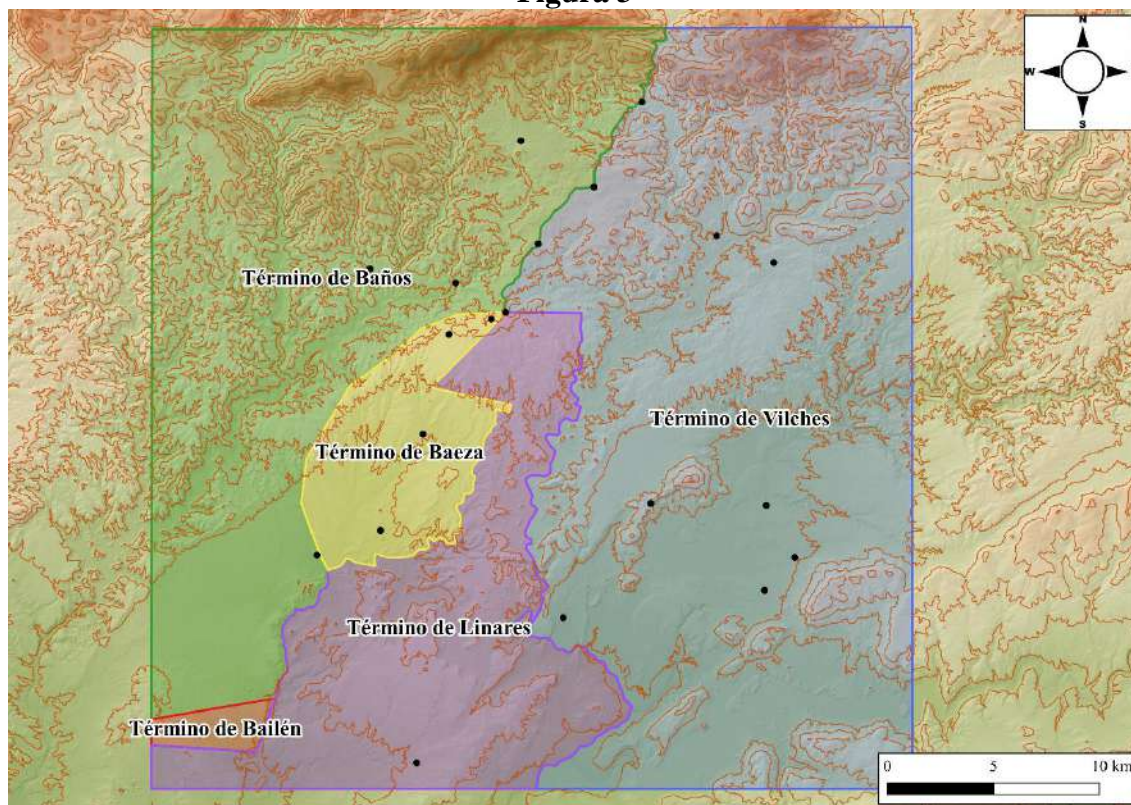 Figura 3
N
W
S
Término de Baños
Término de Vilches
Término de Baeza
Término de Linares
Término de Bailén
0 5 10 km